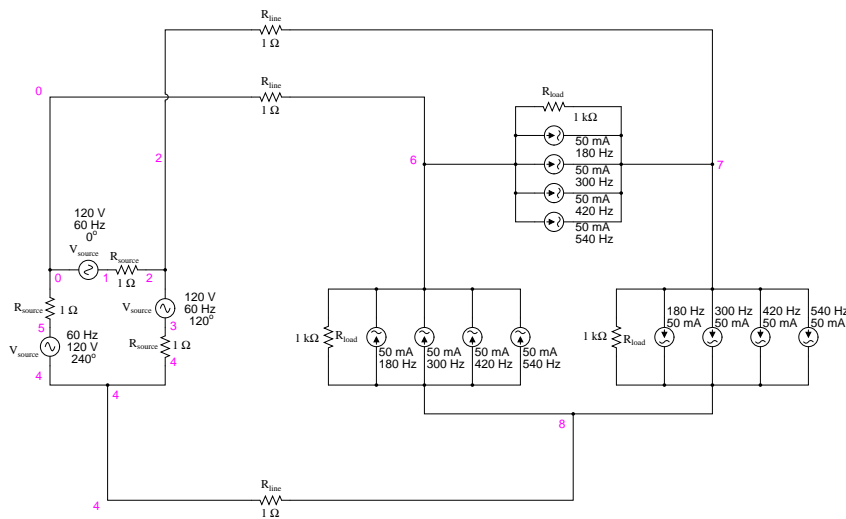 R_line
1 Ω
R_line
1 Ω
0
R_load
1 kΩ
50 mA
180 Hz
50 mA
300 Hz
50 mA
420 Hz
50 mA
540 Hz
2
6
7
120 V
60 Hz
0°
V_source
R_source
0
1
2
1 Ω
R_source
1 Ω
5
V_source
60 Hz
120 V
240°
4
V_source
120 V
60 Hz
120°
3
R_source
1 Ω
4
4
1 kΩ
R_load
50 mA
180 Hz
50 mA
300 Hz
50 mA
420 Hz
50 mA
540 Hz
1 kΩ
R_load
180 Hz
50 mA
300 Hz
50 mA
420 Hz
50 mA
540 Hz
50 mA
8
4
R_line
1 Ω